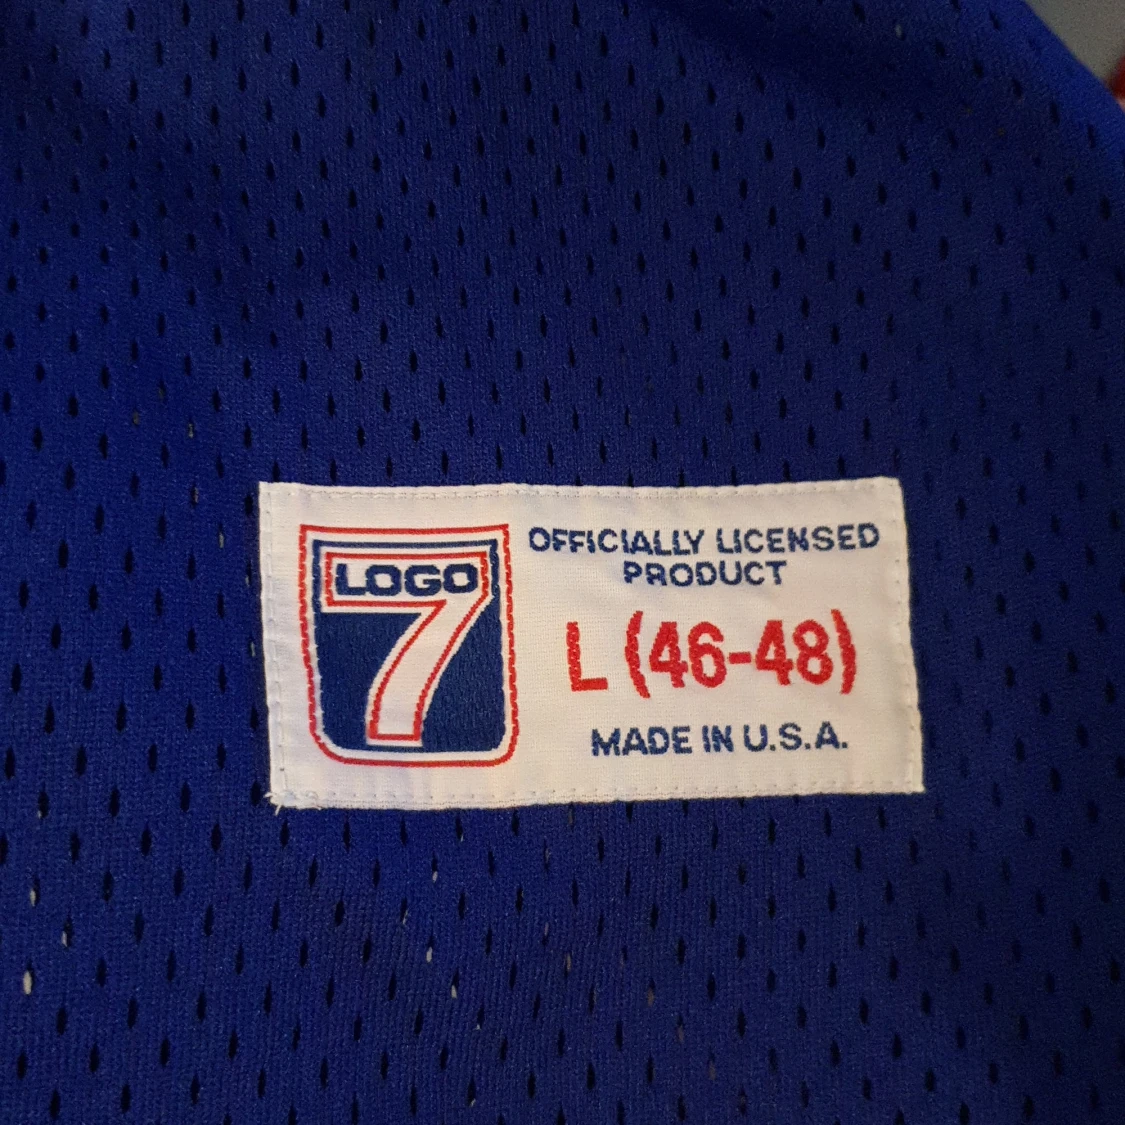 LOGO
7
OFFICIALLY LICENSED
PRODUCT
L (46-48)
MADE IN U.S.A.